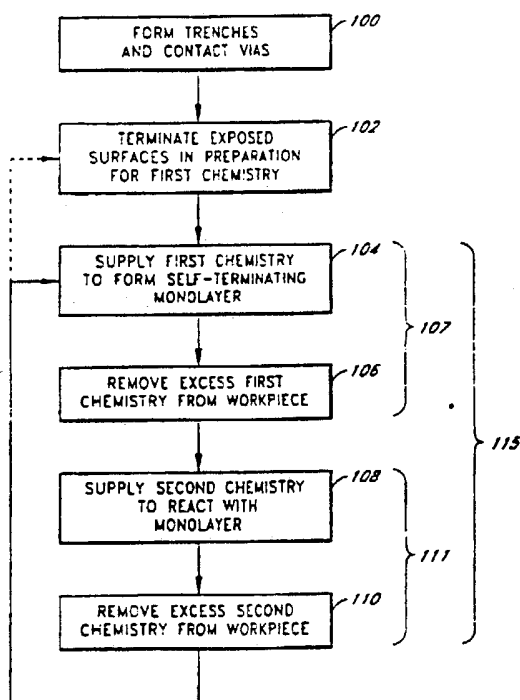 100
FORM TRENCHES
AND CONTACT VIAS
102
TERMINATE EXPOSED
SURFACES IN PREPARATION
FOR FIRST CHEMISTRY
104
SUPPLY FIRST CHEMISTRY
TO FORM SELF-TERMINATING
MONOLAYER
107
106
REMOVE EXCESS FIRST
CHEMISTRY FROM WORKPIECE
115
108
SUPPLY SECOND CHEMISTRY
TO REACT WITH
MONOLAYER
111
110
REMOVE EXCESS SECOND
CHEMISTRY FROM WORKPIECE